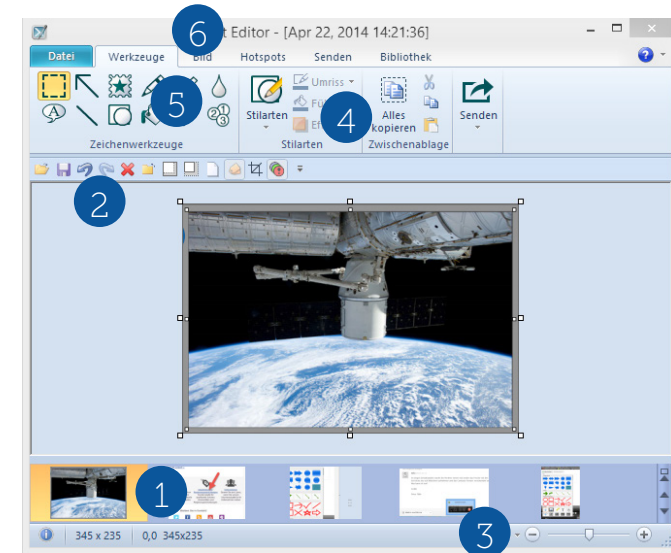 6
t Editor - [Apr 22, 2014 14:21:36]
Datei Werkzeuge Bild Hotspots Senden Bibliothek
5
Umriss
Stilarten
4
Alles kopieren
Senden
Zeichenwerkzeuge Stilarten Zwischenablage
2
1
3
345 x 235 0,0 345x235